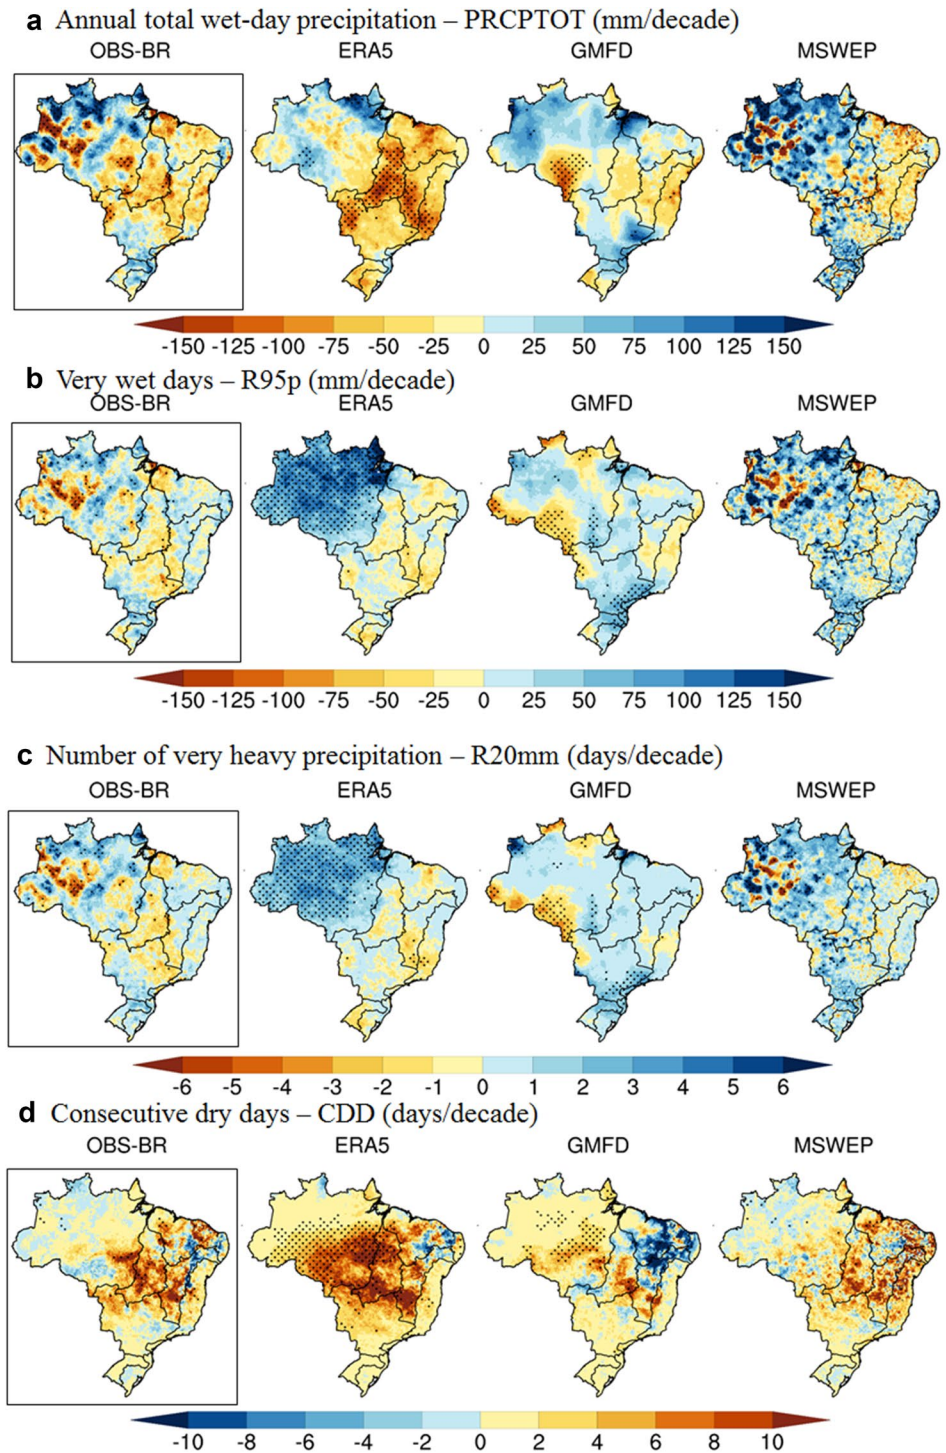 a Annual total wet-day precipitation – PRCPTOT (mm/decade)
OBS-BR ERA5 GMFD MSWEP
-150 -125 -100 -75 -50 -25 0 25 50 75 100 125 150
b Very wet days – R95p (mm/decade)
OBS-BR ERA5 GMFD MSWEP
-150 -125 -100 -75 -50 -25 0 25 50 75 100 125 150
c Number of very heavy precipitation – R20mm (days/decade)
OBS-BR ERA5 GMFD MSWEP
-6 -5 -4 -3 -2 -1 0 1 2 3 4 5 6
d Consecutive dry days – CDD (days/decade)
OBS-BR ERA5 GMFD MSWEP
-10 -8 -6 -4 -2 0 2 4 6 8 10